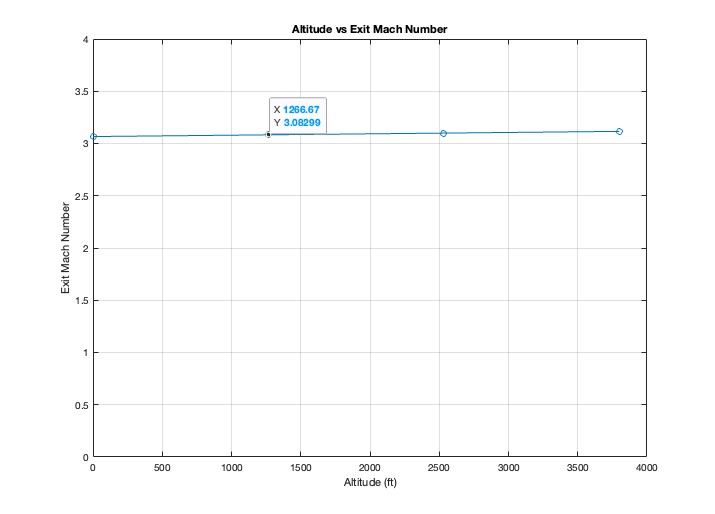 Altitude vs Exit Mach Number
4
3.5
3
2.5
2
1.5
1
0.5
0
Exit Mach Number
X 1266.67
Y 3.08299
0 500 1000 1500 2000 2500 3000 3500 4000
Altitude (ft)